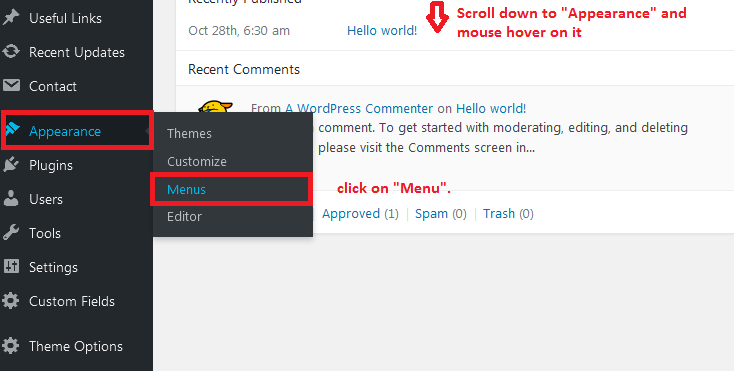 Useful Links
Recent Updates
Contact
Appearance
Plugins
Users
Tools
Settings
Custom Fields
Theme Options
Themes
Customize
Menus
Editor
Recently Published
Oct 28th, 6:30 am Hello world!
Scroll down to "Appearance" and
mouse hover on it
Recent Comments
From A WordPress Commenter on Hello world!
comment. To get started with moderating, editing, and deleting
please visit the Comments screen in...
click on "Menu".
Approved (1) | Spam (0) | Trash (0)